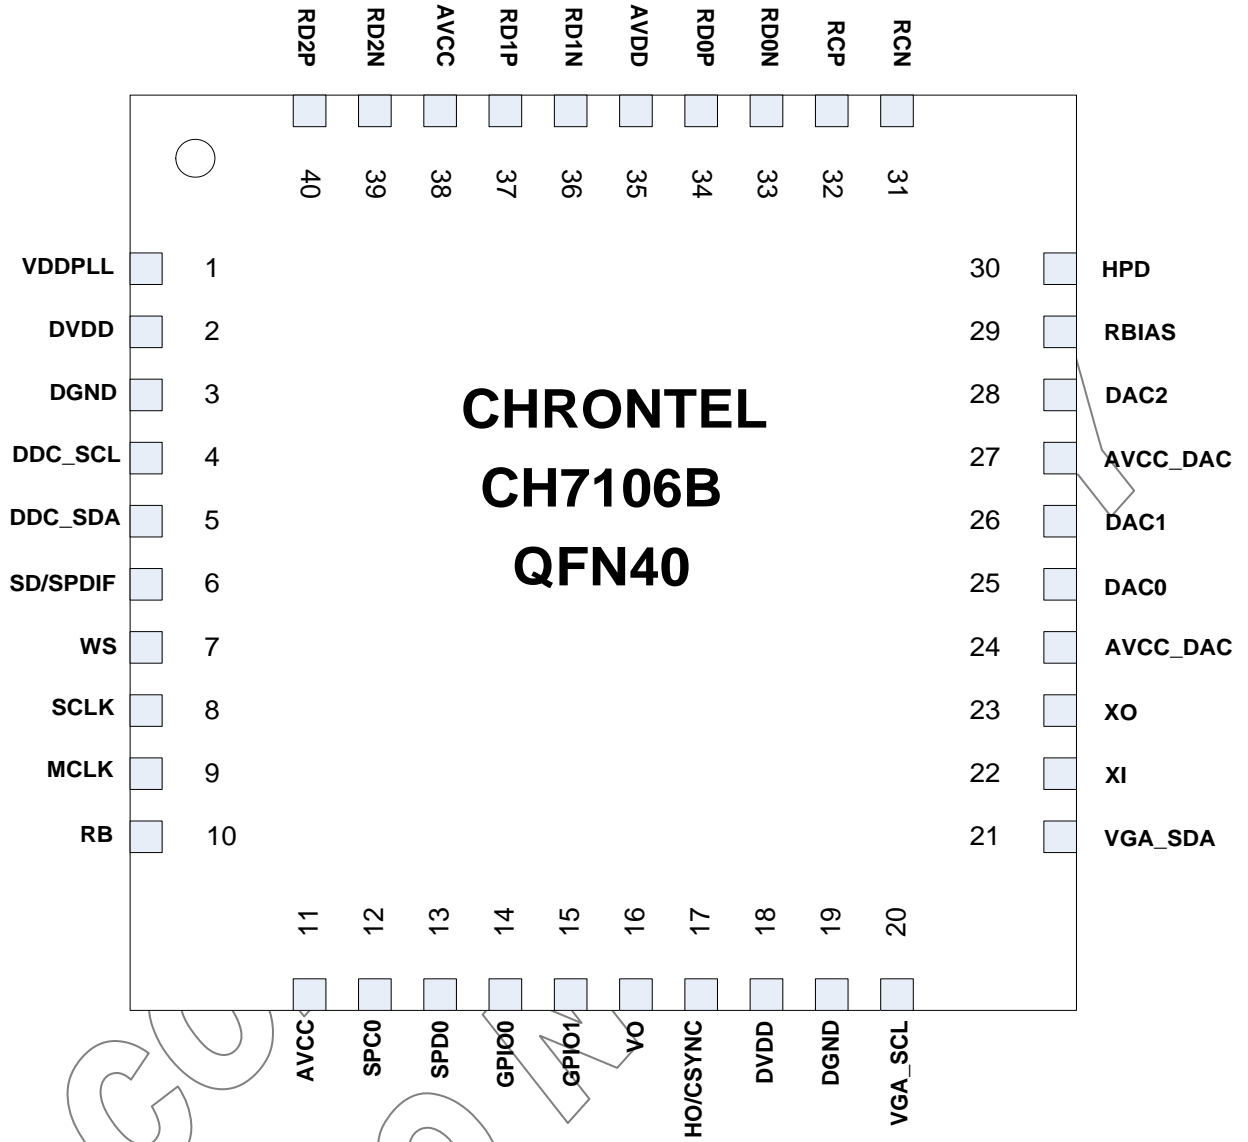 RD2P
RD2N
AVCC
RD1P
RD1N
AVDD
RD0P
RD0N
RCP
RCN
40
39
38
37
36
35
34
33
32
31
VDDPLL 1
DVDD 2
DGND 3
DDC_SCL 4
DDC_SDA 5
SD/SPDIF 6
WS 7
SCLK 8
MCLK 9
RB 10
CHRONTEL
CH7106B
QFN40
30 HPD
29 RBIAS
28 DAC2
27 AVCC_DAC
26 DAC1
25 DAC0
24 AVCC_DAC
23 XO
22 XI
21 VGA_SDA
11
12
13
14
15
16
17
18
19
20
AVCC
SPC0
SPD0
GPIO0
GPIO1
VO
HO/CSYNC
DVDD
DGND
VGA_SCL